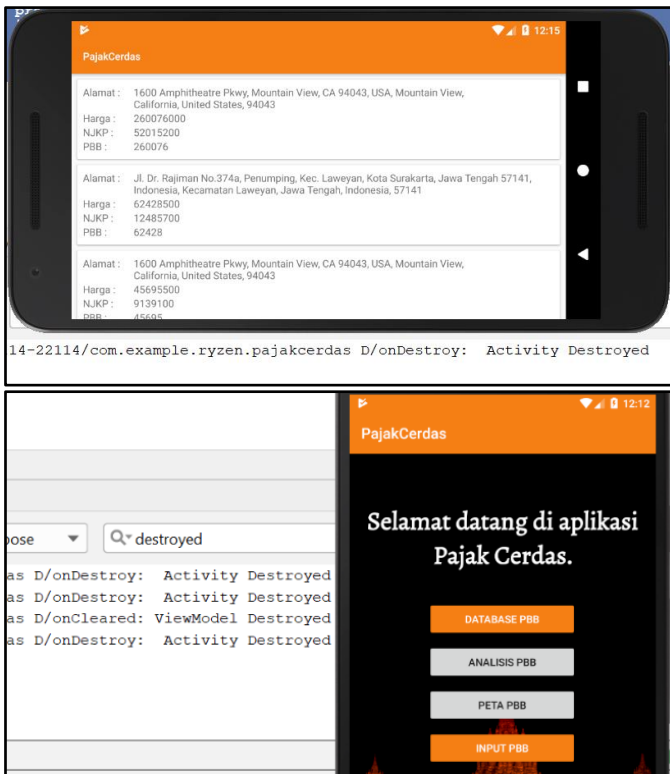 12:15
PajakCerdas
Alamat : 1600 Amphitheatre Pkwy, Mountain View, CA 94043, USA, Mountain View,
California, United States, 94043
Harga : 260076000
NJKP : 52015200
PBB : 260076
Alamat : Jl. Dr. Rajiman No.374a, Penumping, Kec. Laweyan, Kota Surakarta, Jawa Tengah 57141,
Indonesia, Kecamatan Laweyan, Jawa Tengah, Indonesia, 57141
Harga : 62428500
NJKP : 12485700
PBB : 62428
Alamat : 1600 Amphitheatre Pkwy, Mountain View, CA 94043, USA, Mountain View,
California, United States, 94043
Harga : 45695500
NJKP : 9139100
PBB : 45695
14-22114/com.example.ryzen.pajakcerdas D/onDestroy: Activity Destroyed
12:12
PajakCerdas
Selamat datang di aplikasi
Pajak Cerdas.
DATABASE PBB
ANALISIS PBB
PETA PBB
INPUT PBB
bose
destroyed
as D/onDestroy: Activity Destroyed
as D/onDestroy: Activity Destroyed
as D/onCleared: ViewModel Destroyed
as D/onDestroy: Activity Destroyed